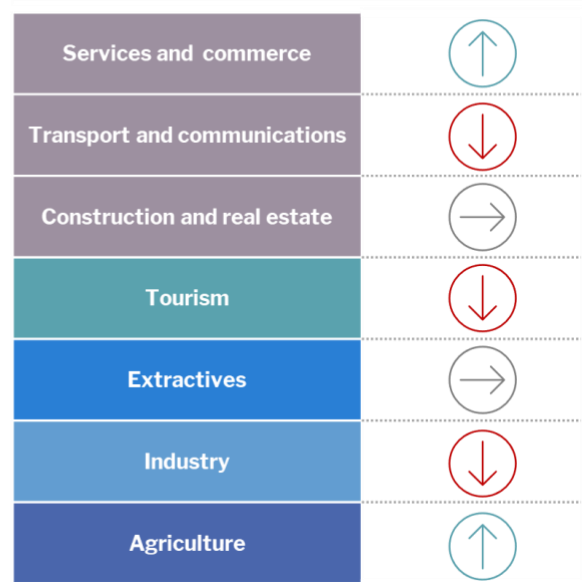 Services and commerce
Transport and communications
Construction and real estate
Tourism
Extractives
Industry
Agriculture